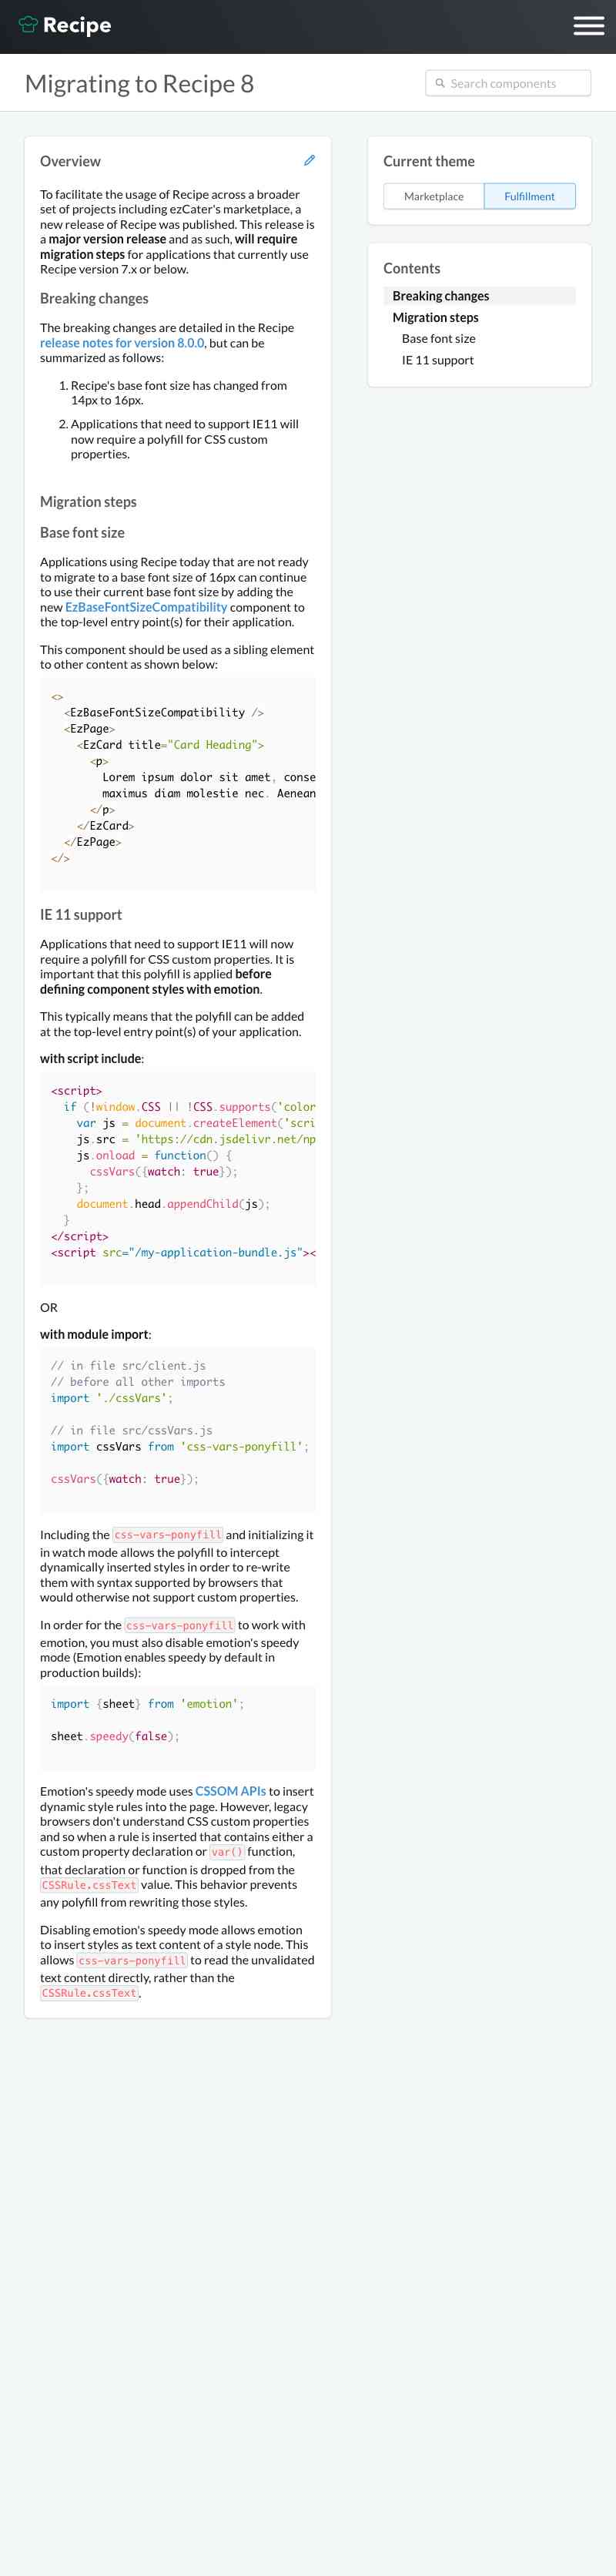 Recipe
Migrating to Recipe 8
Search components
Overview
To facilitate the usage of Recipe across a broader
set of projects including ezCater's marketplace, a
new release of Recipe was published. This release is
a major version release and as such, will require
migration steps for applications that currently use
Recipe version 7.x or below.
Breaking changes
The breaking changes are detailed in the Recipe
release notes for version 8.0.0, but can be
summarized as follows:
1. Recipe's base font size has changed from
14px to 16px.
2. Applications that need to support IE11 will
now require a polyfill for CSS custom
properties.
Migration steps
Base font size
Applications using Recipe today that are not ready
to migrate to a base font size of 16px can continue
to use their current base font size by adding the
new EzBaseFontSizeCompatibility component to
the top-level entry point(s) for their application.
This component should be used as a sibling element
to other content as shown below:
<>
<EzBaseFontSizeCompatibility />
<EzPage>
<EzCard title="Card Heading">
<p>
Lorem ipsum dolor sit amet, conse
maximus diam molestie nec. Aenean
</p>
</EzCard>
</EzPage>
</>
IE 11 support
Applications that need to support IE11 will now
require a polyfill for CSS custom properties. It is
important that this polyfill is applied before
defining component styles with emotion.
This typically means that the polyfill can be added
at the top-level entry point(s) of your application.
with script include:
<script>
if (!window.CSS || !CSS.supports('color
var js = document.createElement('scri
js.src = 'https://cdn.jsdelivr.net/np
js.onload = function() {
cssVars({watch: true});
};
document.head.appendChild(js);
}
</script>
<script src="/my-application-bundle.js"><
OR
with module import:
// in file src/client.js
// before all other imports
import './cssVars';
// in file src/cssVars.js
import cssVars from 'css-vars-ponyfill';
cssVars({watch: true});
Including the css-vars-ponyfill and initializing it
in watch mode allows the polyfill to intercept
dynamically inserted styles in order to re-write
them with syntax supported by browsers that
would otherwise not support custom properties.
In order for the css-vars-ponyfill to work with
emotion, you must also disable emotion's speedy
mode (Emotion enables speedy by default in
production builds):
import {sheet} from 'emotion';
sheet.speedy(false);
Emotion's speedy mode uses CSSOM APIs to insert
dynamic style rules into the page. However, legacy
browsers don't understand CSS custom properties
and so when a rule is inserted that contains either a
custom property declaration or var() function,
that declaration or function is dropped from the
CSSRule.cssText value. This behavior prevents
any polyfill from rewriting those styles.
Disabling emotion's speedy mode allows emotion
to insert styles as text content of a style node. This
allows css-vars-ponyfill to read the unvalidated
text content directly, rather than the
CSSRule.cssText.
Current theme
Marketplace
Fulfillment
Contents
Breaking changes
Migration steps
Base font size
IE 11 support